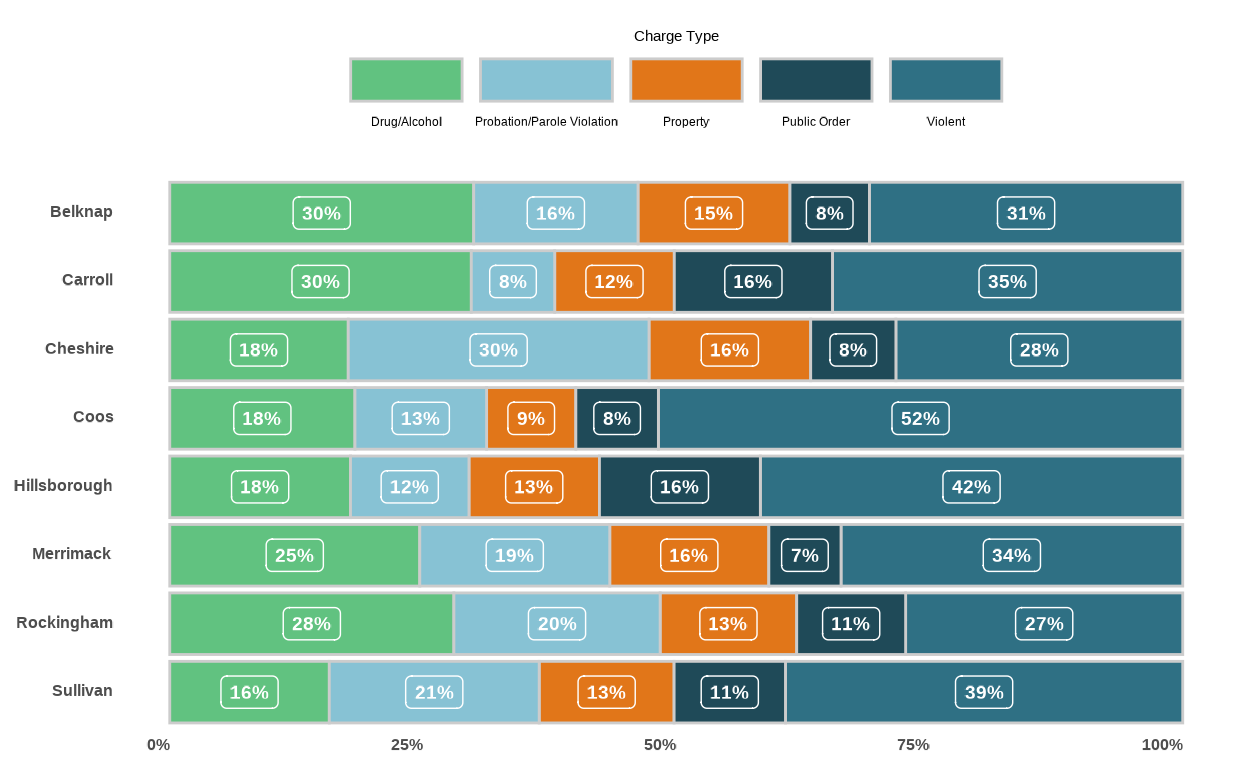 Charge Type
Drug/Alcohol Probation/Parole Violation Property Public Order Violent
Belknap 30% 16% 15% 8% 31%
Carroll 30% 8% 12% 16% 35%
Cheshire 18% 30% 16% 8% 28%
Coos 18% 13% 9% 8% 52%
Hillsborough 18% 12% 13% 16% 42%
Merrimack 25% 19% 16% 7% 34%
Rockingham 28% 20% 13% 11% 27%
Sullivan 16% 21% 13% 11% 39%
0% 25% 50% 75% 100%